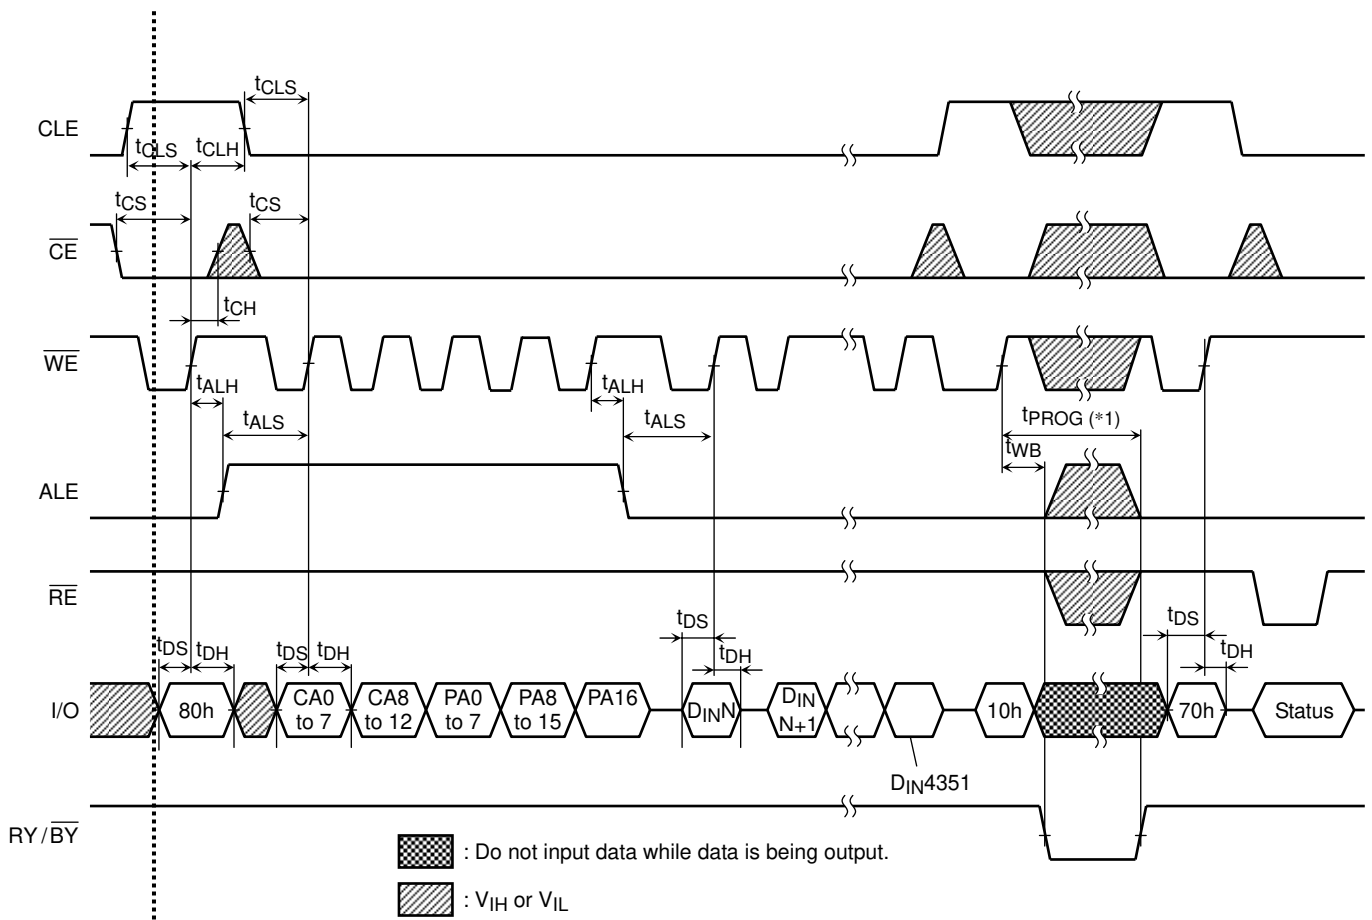 tCLS
CLE
tCLS
tCLH
tCS
tCS
CE
tCH
WE
tALH
tALH
tALS
tALS
tPROG (*1)
tWB
ALE
RE
tDS
tDH
tDS
tDH
tDS
tDH
tDS
tDH
I/O
80h
CA0
to 7
CA8
to 12
PA0
to 7
PA8
to 15
PA16
DINN
DIN
N+1
10h
70h
Status
DIN4351
RY/BY
: Do not input data while data is being output.
: VIH or VIL